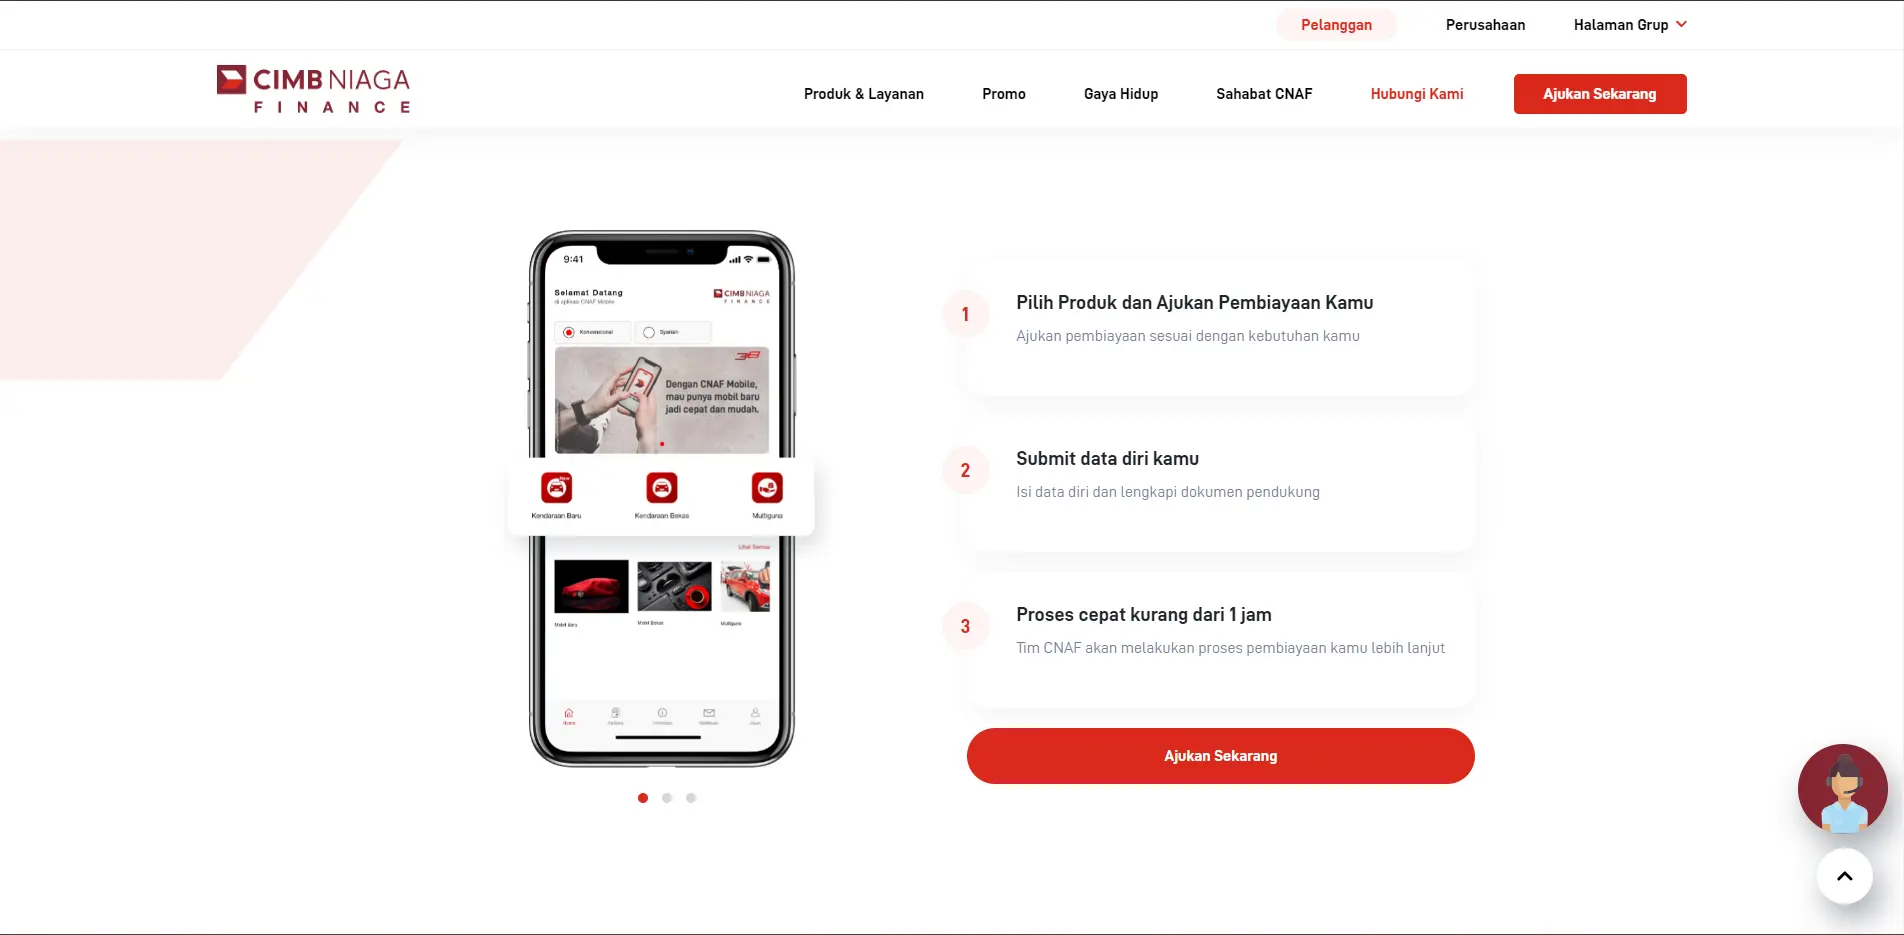 Pelanggan
Perusahaan
Halaman Grup
CIMB NIAGA
FINANCE
Produk & Layanan
Promo
Gaya Hidup
Sahabat CNAF
Hubungi Kami
Ajukan Sekarang
9:41
Selamat Datang
di aplikasi CNAF Mobile
CIMB NIAGA
FINANCE
Konvensional
Syariah
38
Dengan CNAF Mobile,
mau punya mobil baru
jadi cepat dan mudah.
New
Kendaraan Baru
Kendaraan Bekas
Multiguna
Lihat Semua
Mobil Baru
Mobil Bekas
Multiguna
Home
1
Pilih Produk dan Ajukan Pembiayaan Kamu
Ajukan pembiayaan sesuai dengan kebutuhan kamu
2
Submit data diri kamu
Isi data diri dan lengkapi dokumen pendukung
3
Proses cepat kurang dari 1 jam
Tim CNAF akan melakukan proses pembiayaan kamu lebih lanjut
Ajukan Sekarang